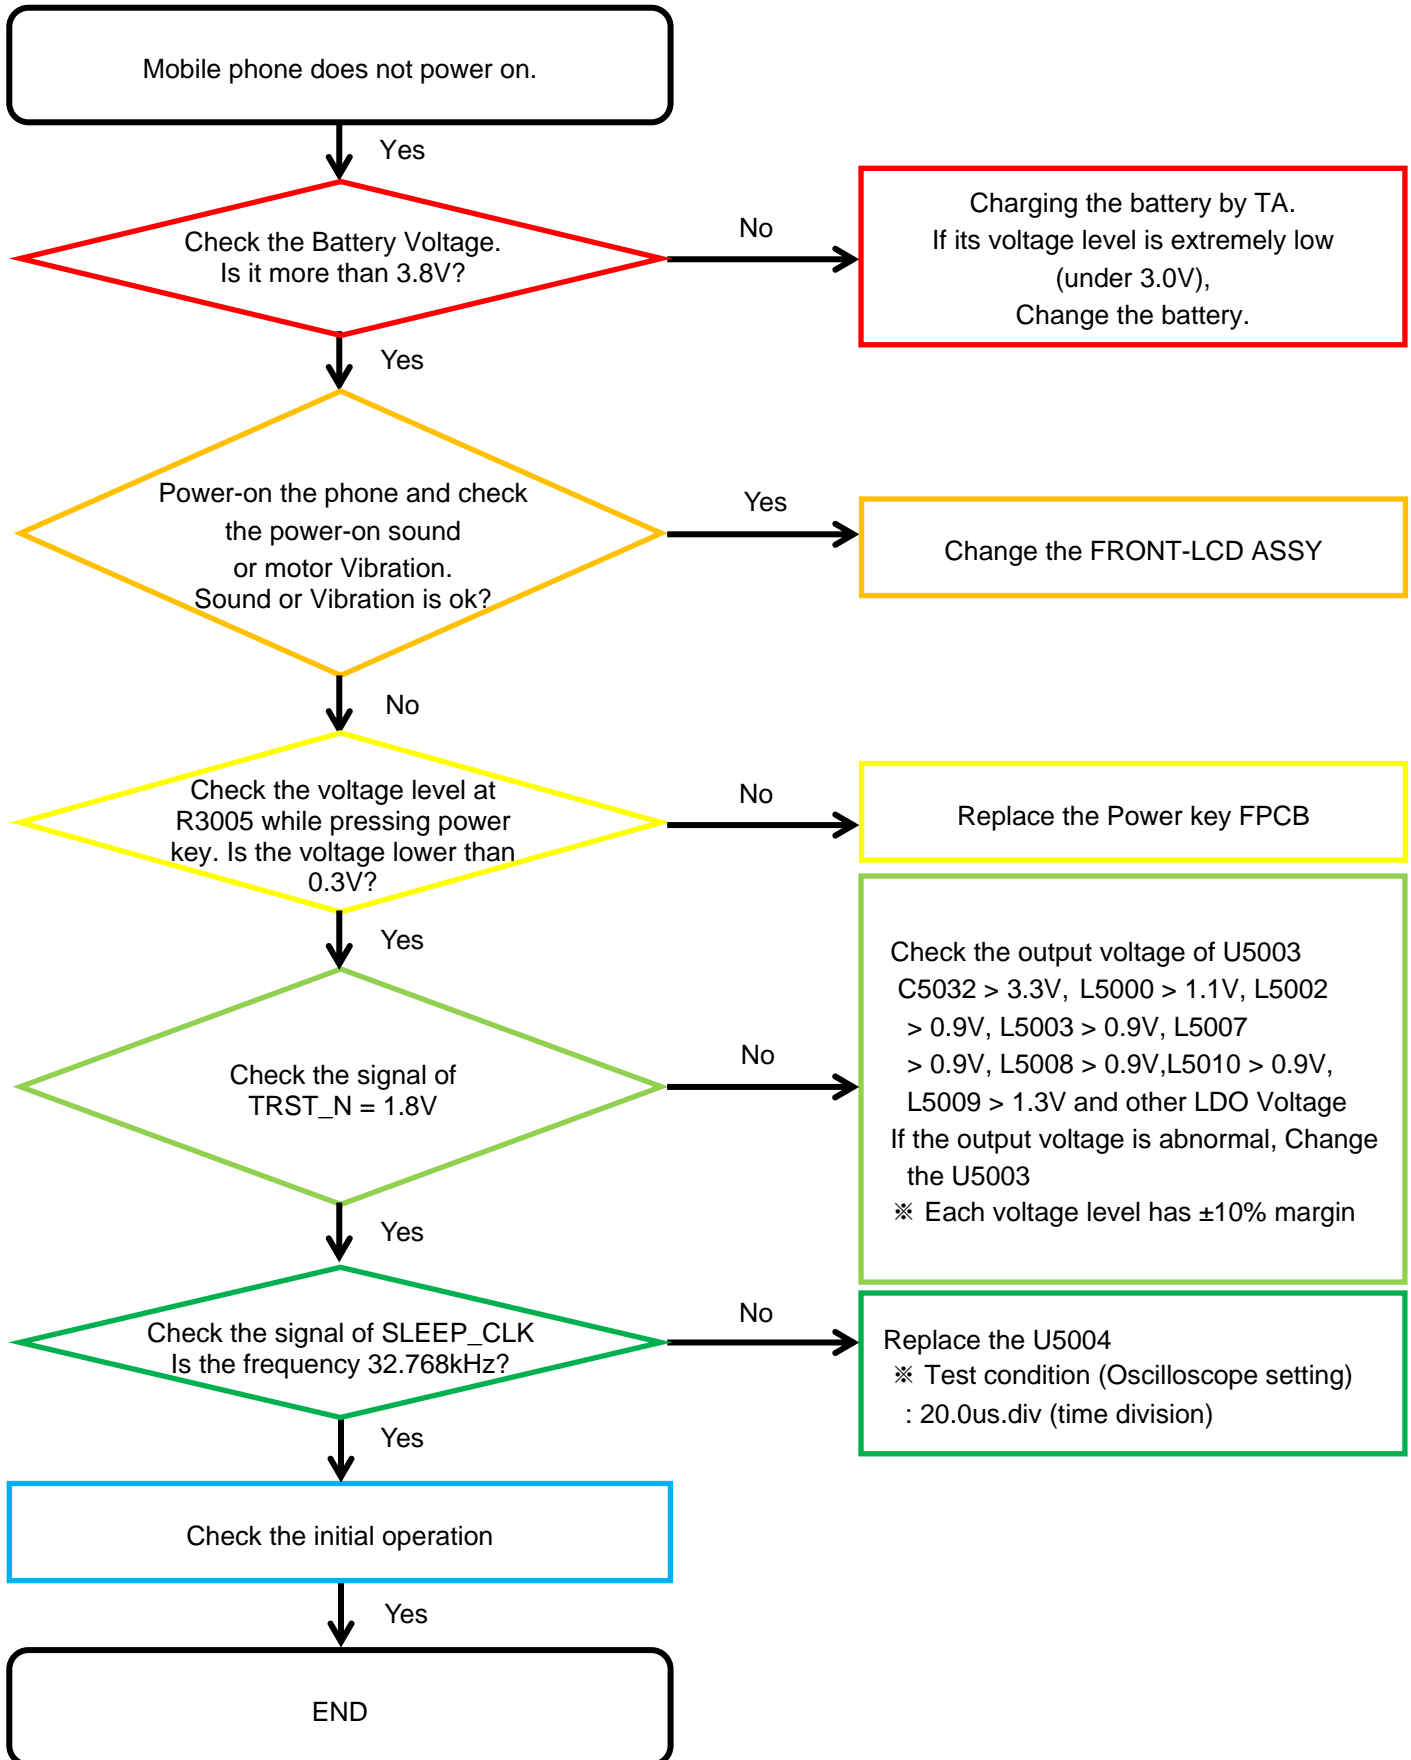 Mobile phone does not power on.
Yes
Check the Battery Voltage.
Is it more than 3.8V?
No
Charging the battery by TA.
If its voltage level is extremely low
(under 3.0V),
Change the battery.
Yes
Power-on the phone and check
the power-on sound
or motor Vibration.
Sound or Vibration is ok?
Yes
Change the FRONT-LCD ASSY
No
Check the voltage level at
R3005 while pressing power
key. Is the voltage lower than
0.3V?
No
Replace the Power key FPCB
Yes
Check the signal of
TRST_N = 1.8V
No
Check the output voltage of U5003
C5032 > 3.3V, L5000 > 1.1V, L5002
> 0.9V, L5003 > 0.9V, L5007
> 0.9V, L5008 > 0.9V,L5010 > 0.9V,
L5009 > 1.3V and other LDO Voltage
If the output voltage is abnormal, Change
the U5003
※ Each voltage level has ±10% margin
Yes
Check the signal of SLEEP_CLK
Is the frequency 32.768kHz?
No
Replace the U5004
※ Test condition (Oscilloscope setting)
: 20.0us.div (time division)
Yes
Check the initial operation
Yes
END